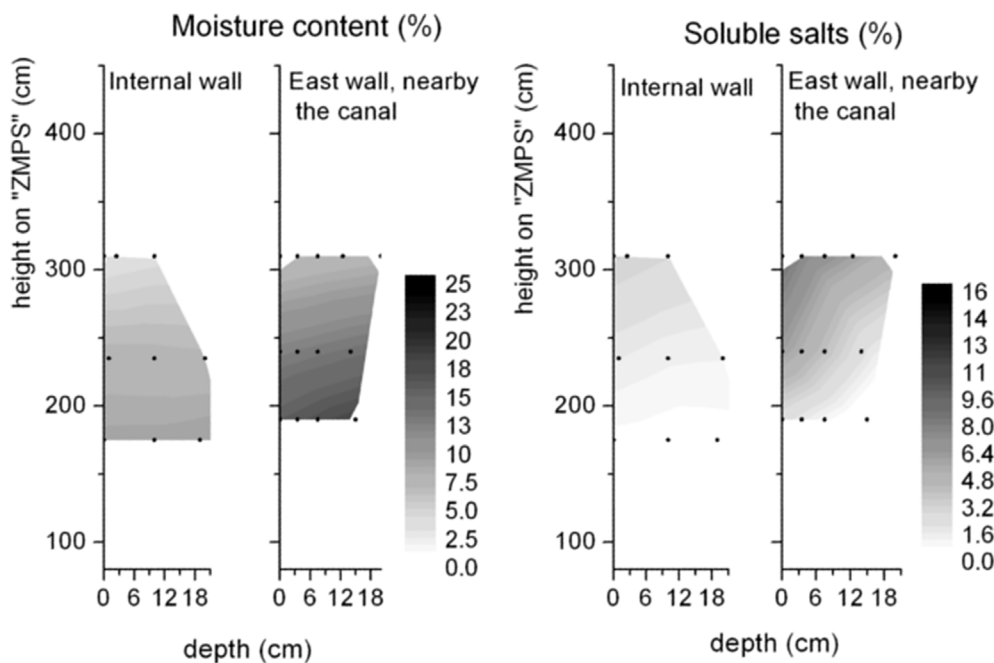 Moisture content (%)
Soluble salts (%)
height on "ZMPS" (cm)
Internal wall
East wall, nearby
the canal
400
300
200
100
0 6 12 18
0 6 12 18
25
23
20
18
15
13
10
7.5
5.0
2.5
0.0
depth (cm)
height on "ZMPS" (cm)
Internal wall
East wall, nearby
the canal
400
300
200
100
0 6 12 18
0 6 12 18
16
14
13
11
9.6
8.0
6.4
4.8
3.2
1.6
0.0
depth (cm)